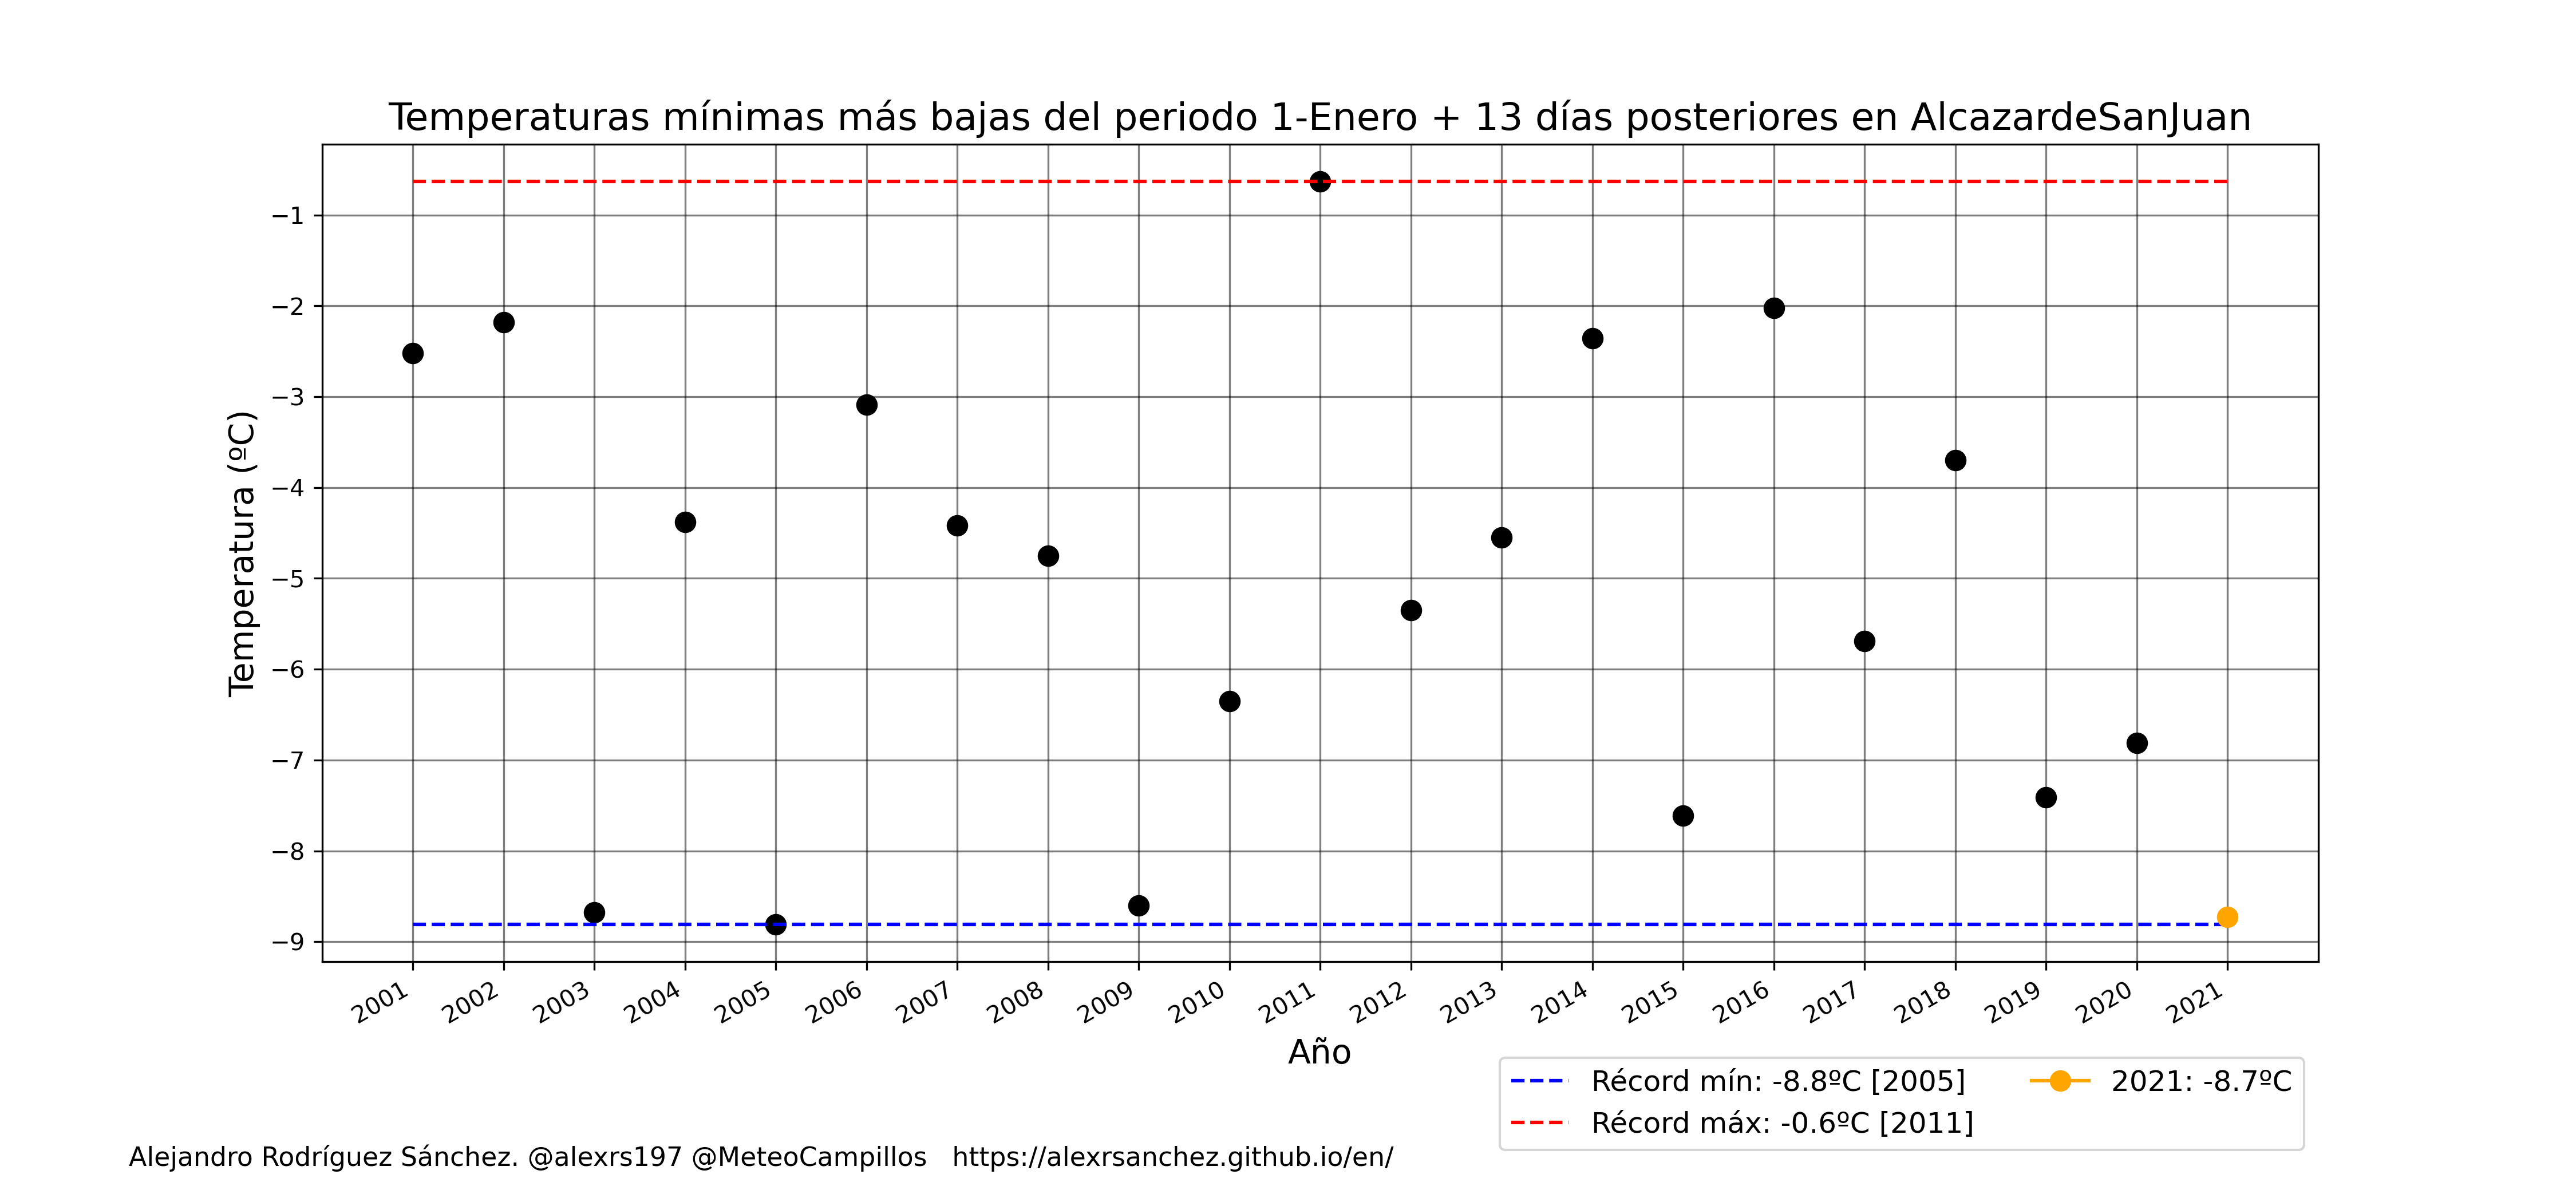 Temperaturas mínimas más bajas del periodo 1-Enero + 13 días posteriores en AlcazardeSanJuan
Temperatura (ºC)
−1
−2
−3
−4
−5
−6
−7
−8
−9
2001 2002 2003 2004 2005 2006 2007 2008 2009 2010 2011 2012 2013 2014 2015 2016 2017 2018 2019 2020 2021
Año
Récord mín: -8.8ºC [2005]
Récord máx: -0.6ºC [2011]
2021: -8.7ºC
Alejandro Rodríguez Sánchez. @alexrs197 @MeteoCampillos https://alexrsanchez.github.io/en/